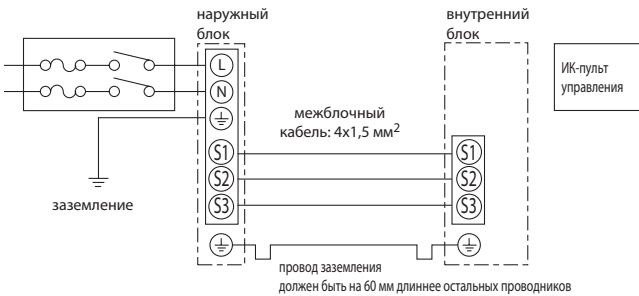 наружный
блок
внутренний
блок
L
N
ИК-пульт
управления
межблочный
кабель: 4x1,5 мм²
S1
S2
S3
S1
S2
S3
заземление
провод заземления
должен быть на 60 мм длиннее остальных проводников